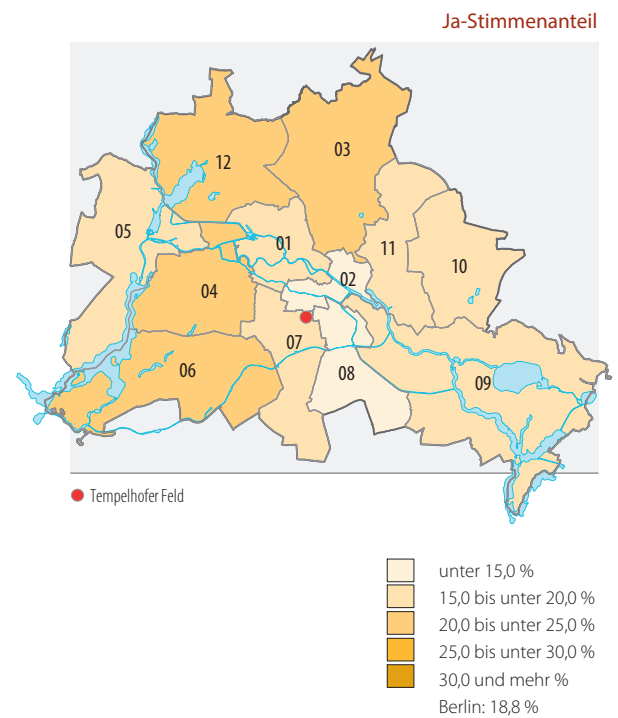 Ja-Stimmenanteil
03
12
05
01
11
02
10
04
07
06
08
09
Tempelhofer Feld
unter 15,0 %
15,0 bis unter 20,0 %
20,0 bis unter 25,0 %
25,0 bis unter 30,0 %
30,0 und mehr %
Berlin: 18,8 %